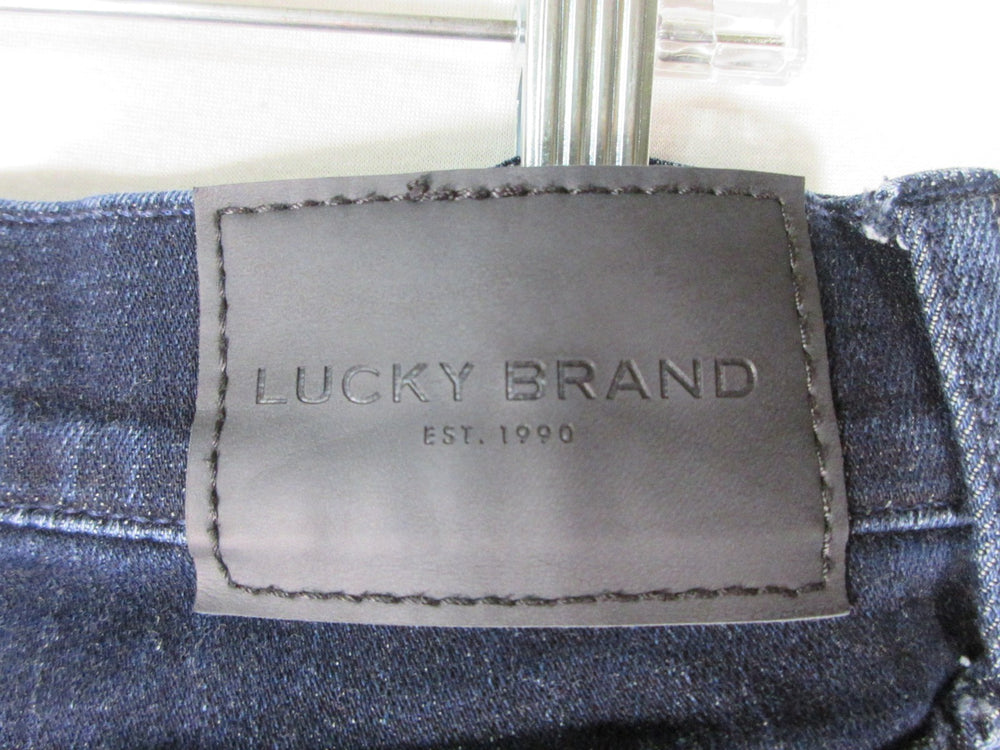 LUCKY BRAND
EST. 1990